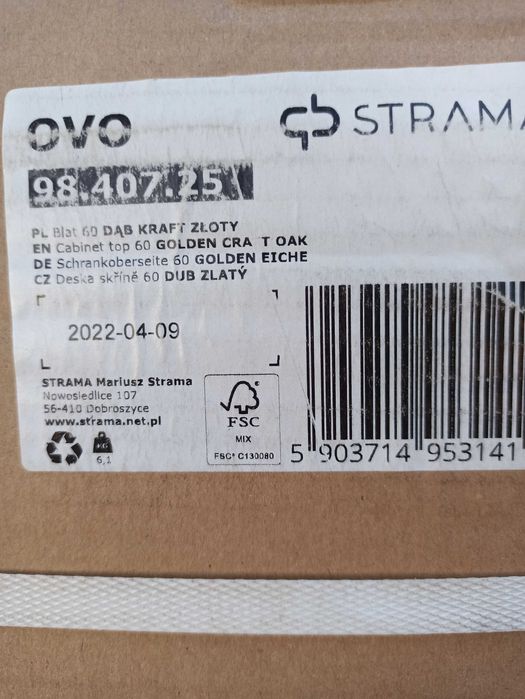 OVO
STRAMA
98.407.25
PL Blat 60 DĄB KRAFT ZŁOTY
EN Cabinet top 60 GOLDEN CRA T OAK
DE Schrankoberseite 60 GOLDEN EICHE
CZ Deska skříně 60 DUB ZLATÝ
2022-04-09
STRAMA Mariusz Strama
Nowosiedlice 107
56-410 Dobroszyce
www.strama.net.pl
KG
6,1
FSC
MIX
FSC® C130080
5 903714 953141